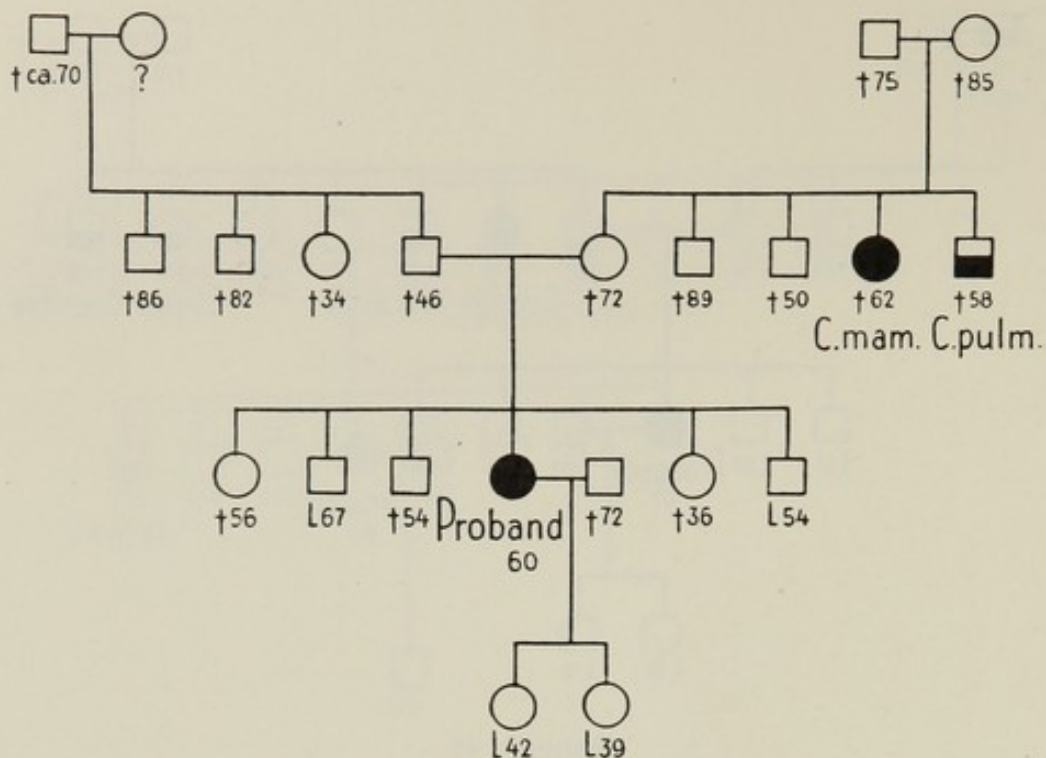 †ca.70 ? †75 †85
†86 †82 †34 †46 †72 †89 †50 †62 †58
C.mam. C.pulm.
†56 L67 †54 Proband †72 †36 L54
60
L42 L39